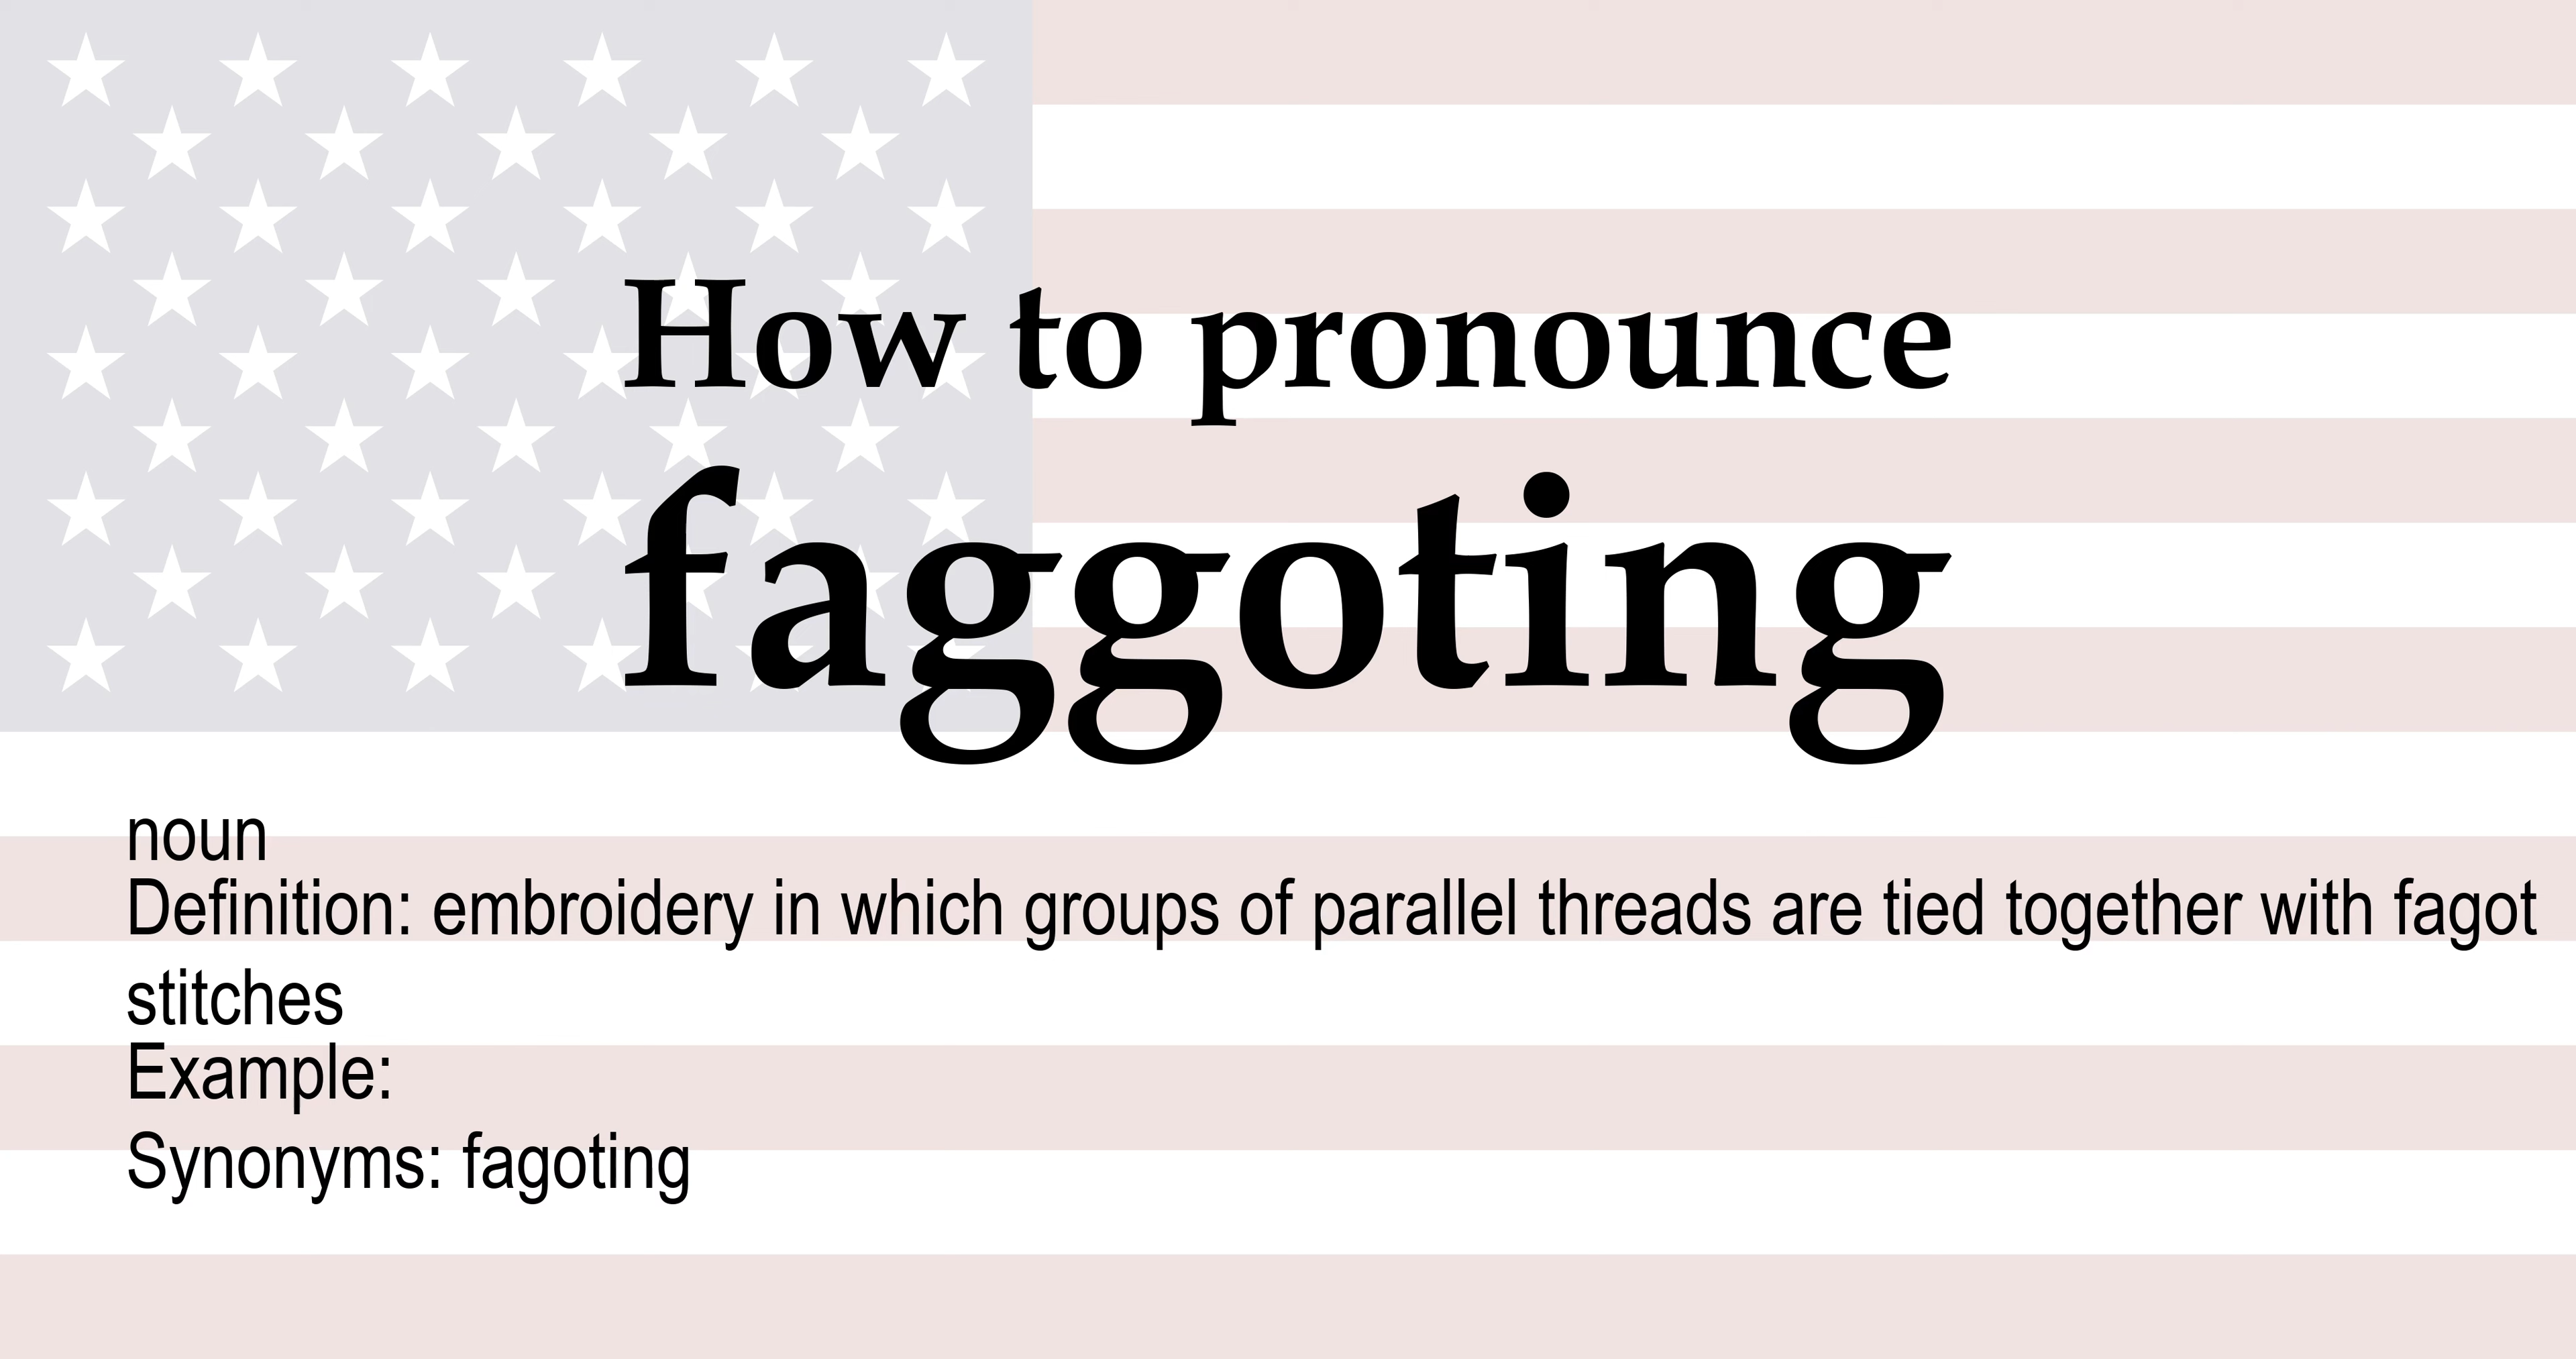 How to pronounce
faggoting
noun
Definition: embroidery in which groups of parallel threads are tied together with fagot
stitches
Example:
Synonyms: fagoting